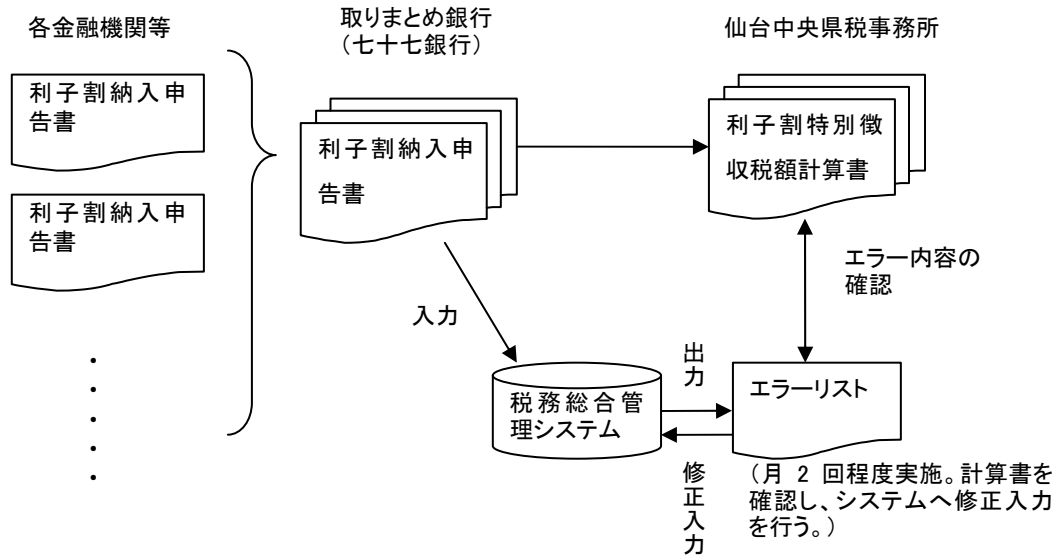 各金融機関等
取りまとめ銀行
（七十七銀行）
仙台中央県税事務所
利子割納入申
告書
利子割納入申
告書
利子割納入申
告書
利子割特別徴
収税額計算書
エラー内容の
確認
入力
税務総合管
理システム
出力
修正入力
エラーリスト
（月 2 回程度実施。計算書を
確認し、システムへ修正入力
を行う。）